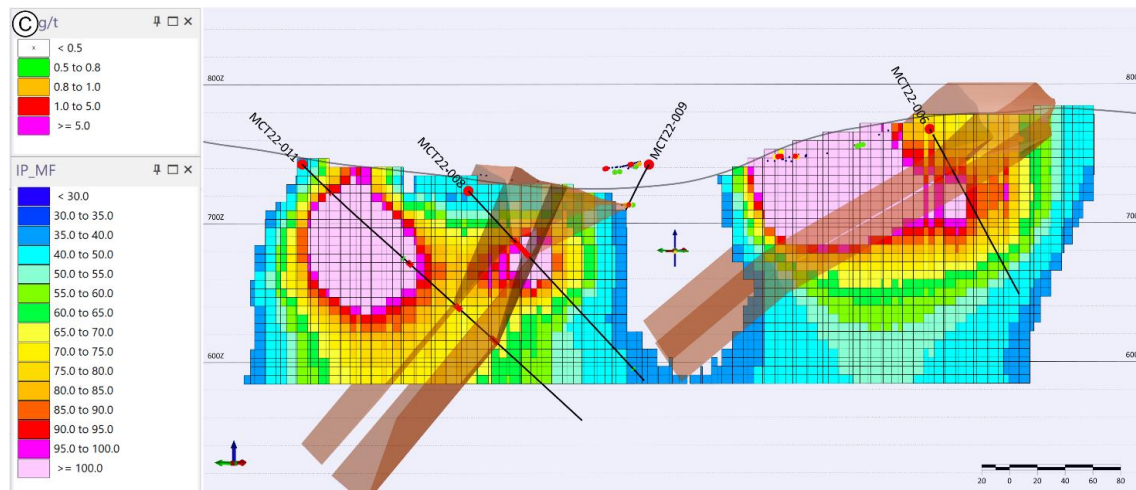 C g/t
< 0.5
0.5 to 0.8
0.8 to 1.0
1.0 to 5.0
>= 5.0
IP_MF
< 30.0
30.0 to 35.0
35.0 to 40.0
40.0 to 50.0
50.0 to 55.0
55.0 to 60.0
60.0 to 65.0
65.0 to 70.0
70.0 to 75.0
75.0 to 80.0
80.0 to 85.0
85.0 to 90.0
90.0 to 95.0
95.0 to 100.0
>= 100.0
800Z
700Z
600Z
MCT22-011
MCT22-008
MCT22-009
MCT22-006
20 0 20 40 60 80